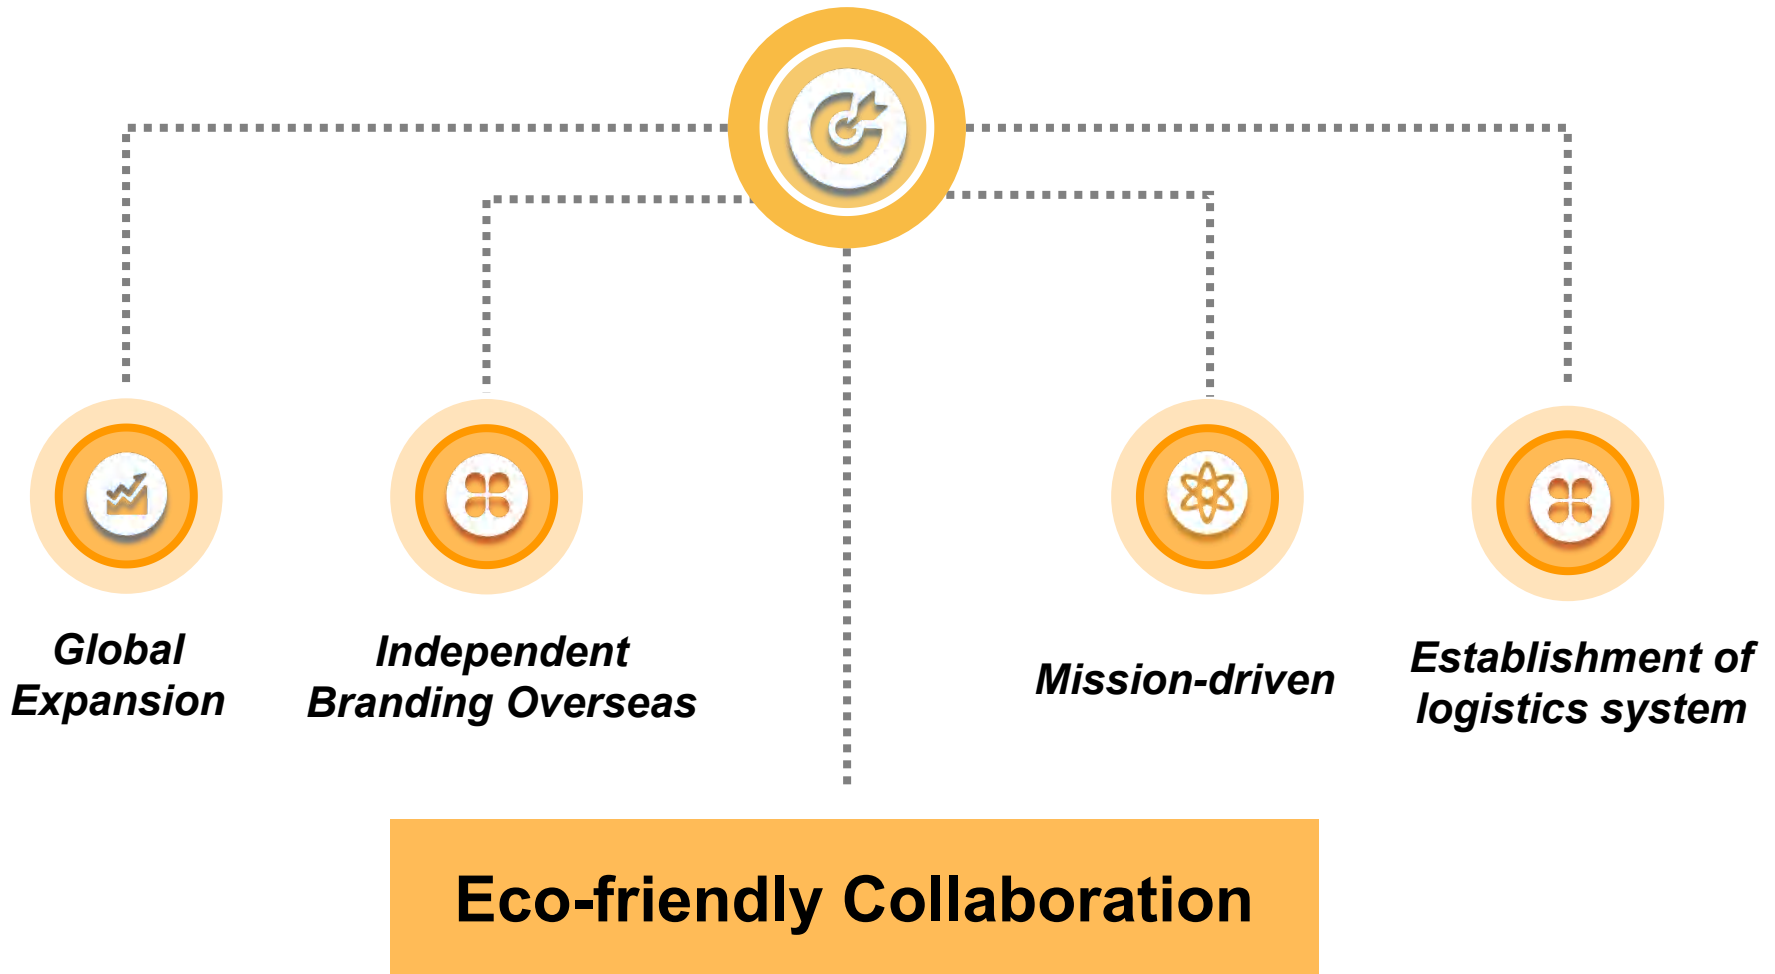 Global
Expansion
Independent
Branding Overseas
Mission-driven
Establishment of
logistics system
Eco-friendly Collaboration